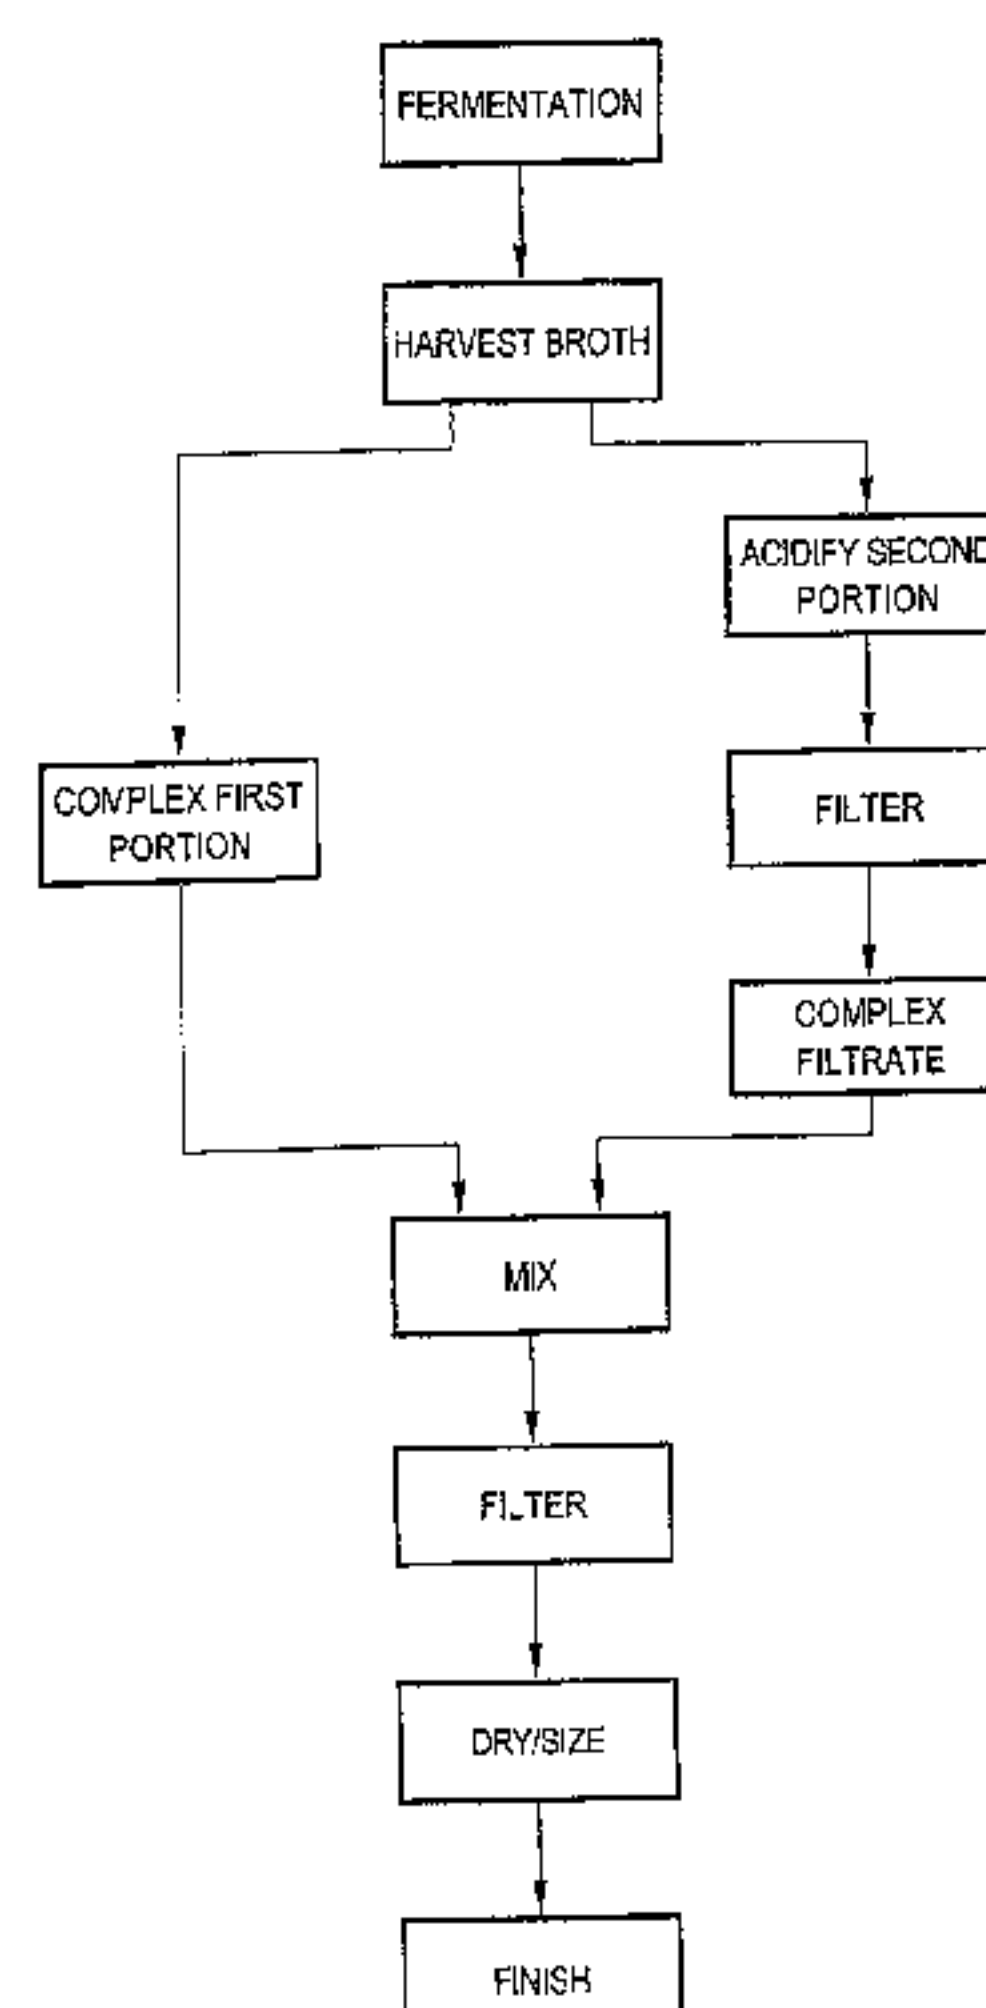 FERMENTATION
HARVEST BROTH
ACIDIFY SECOND
PORTION
COMPLEX FIRST
PORTION
FILTER
COMPLEX
FILTRATE
MIX
FILTER
DRY/SIZE
FINISH